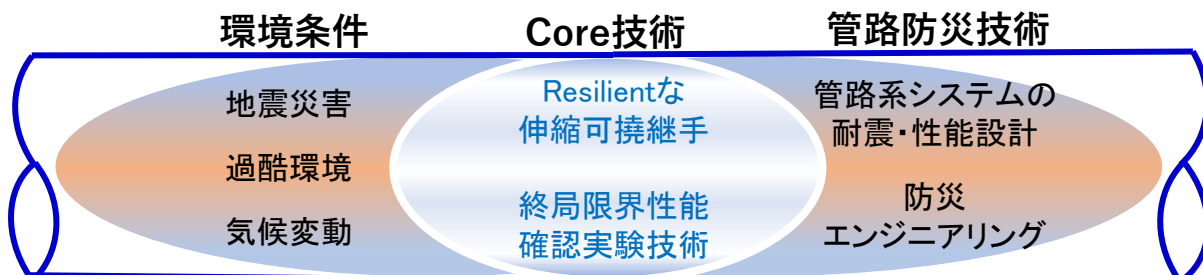 環境条件
Core技術
管路防災技術
地震災害
過酷環境
気候変動
Resilientな
伸縮可撓継手
終局限界性能
確認実験技術
管路系システムの
耐震・性能設計
防災
エンジニアリング